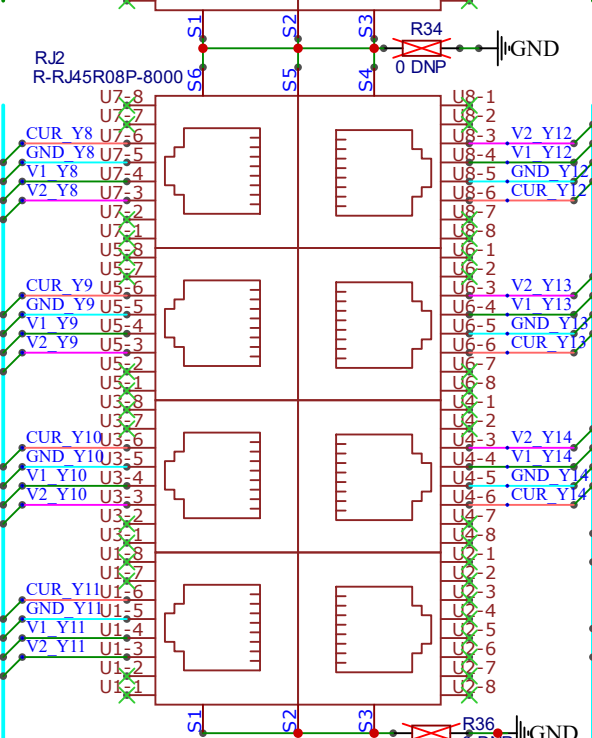 S1 S2 S3
R34
GND
0 DNP
RJ2
R-RJ45R08P-8000
S6 S5 S4
U7-8 U8-1
U7-7 U8-2
CUR_Y8 U7-6 U8-3 V2_Y12
GND_Y8 U7-5 U8-4 V1_Y12
V1_Y8 U7-4 U8-5 GND_Y12
V2_Y8 U7-3 U8-6 CUR_Y12
U7-2 U8-7
U7-1 U8-8
U5-8 U6-1
U5-7 U6-2
CUR_Y9 U5-6 U6-3 V2_Y13
GND_Y9 U5-5 U6-4 V1_Y13
V1_Y9 U5-4 U6-5 GND_Y13
V2_Y9 U5-3 U6-6 CUR_Y13
U5-2 U6-7
U5-1 U6-8
U3-8 U4-1
U3-7 U4-2
CUR_Y10 U3-6 U4-3 V2_Y14
GND_Y10 U3-5 U4-4 V1_Y14
V1_Y10 U3-4 U4-5 GND_Y14
V2_Y10 U3-3 U4-6 CUR_Y14
U3-2 U4-7
U3-1 U4-8
U1-8 U2-1
U1-7 U2-2
CUR_Y11 U1-6 U2-3
GND_Y11 U1-5 U2-4
V1_Y11 U1-4 U2-5
V2_Y11 U1-3 U2-6
U1-2 U2-7
U1-1 U2-8
S1 S2 S3
R36
GND